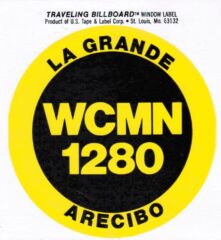 TRAVELING BILLBOARD™ WINDOW LABEL
Product of U.S. Tape & Label Corp. • St. Louis, Mo. 63132
LA GRANDE
WCMN
1280
ARECIBO